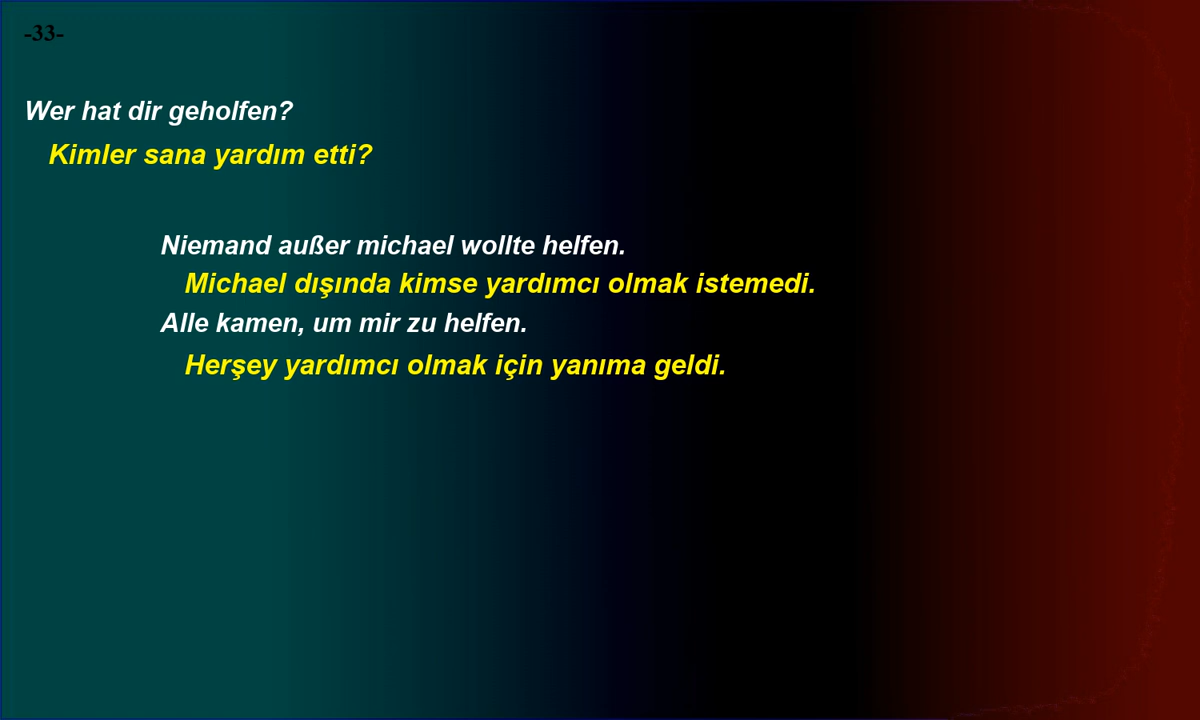 -33-
Wer hat dir geholfen?
Kimler sana yardım etti?
Niemand außer michael wollte helfen.
Michael dışında kimse yardımcı olmak istemedi.
Alle kamen, um mir zu helfen.
Herşey yardımcı olmak için yanıma geldi.